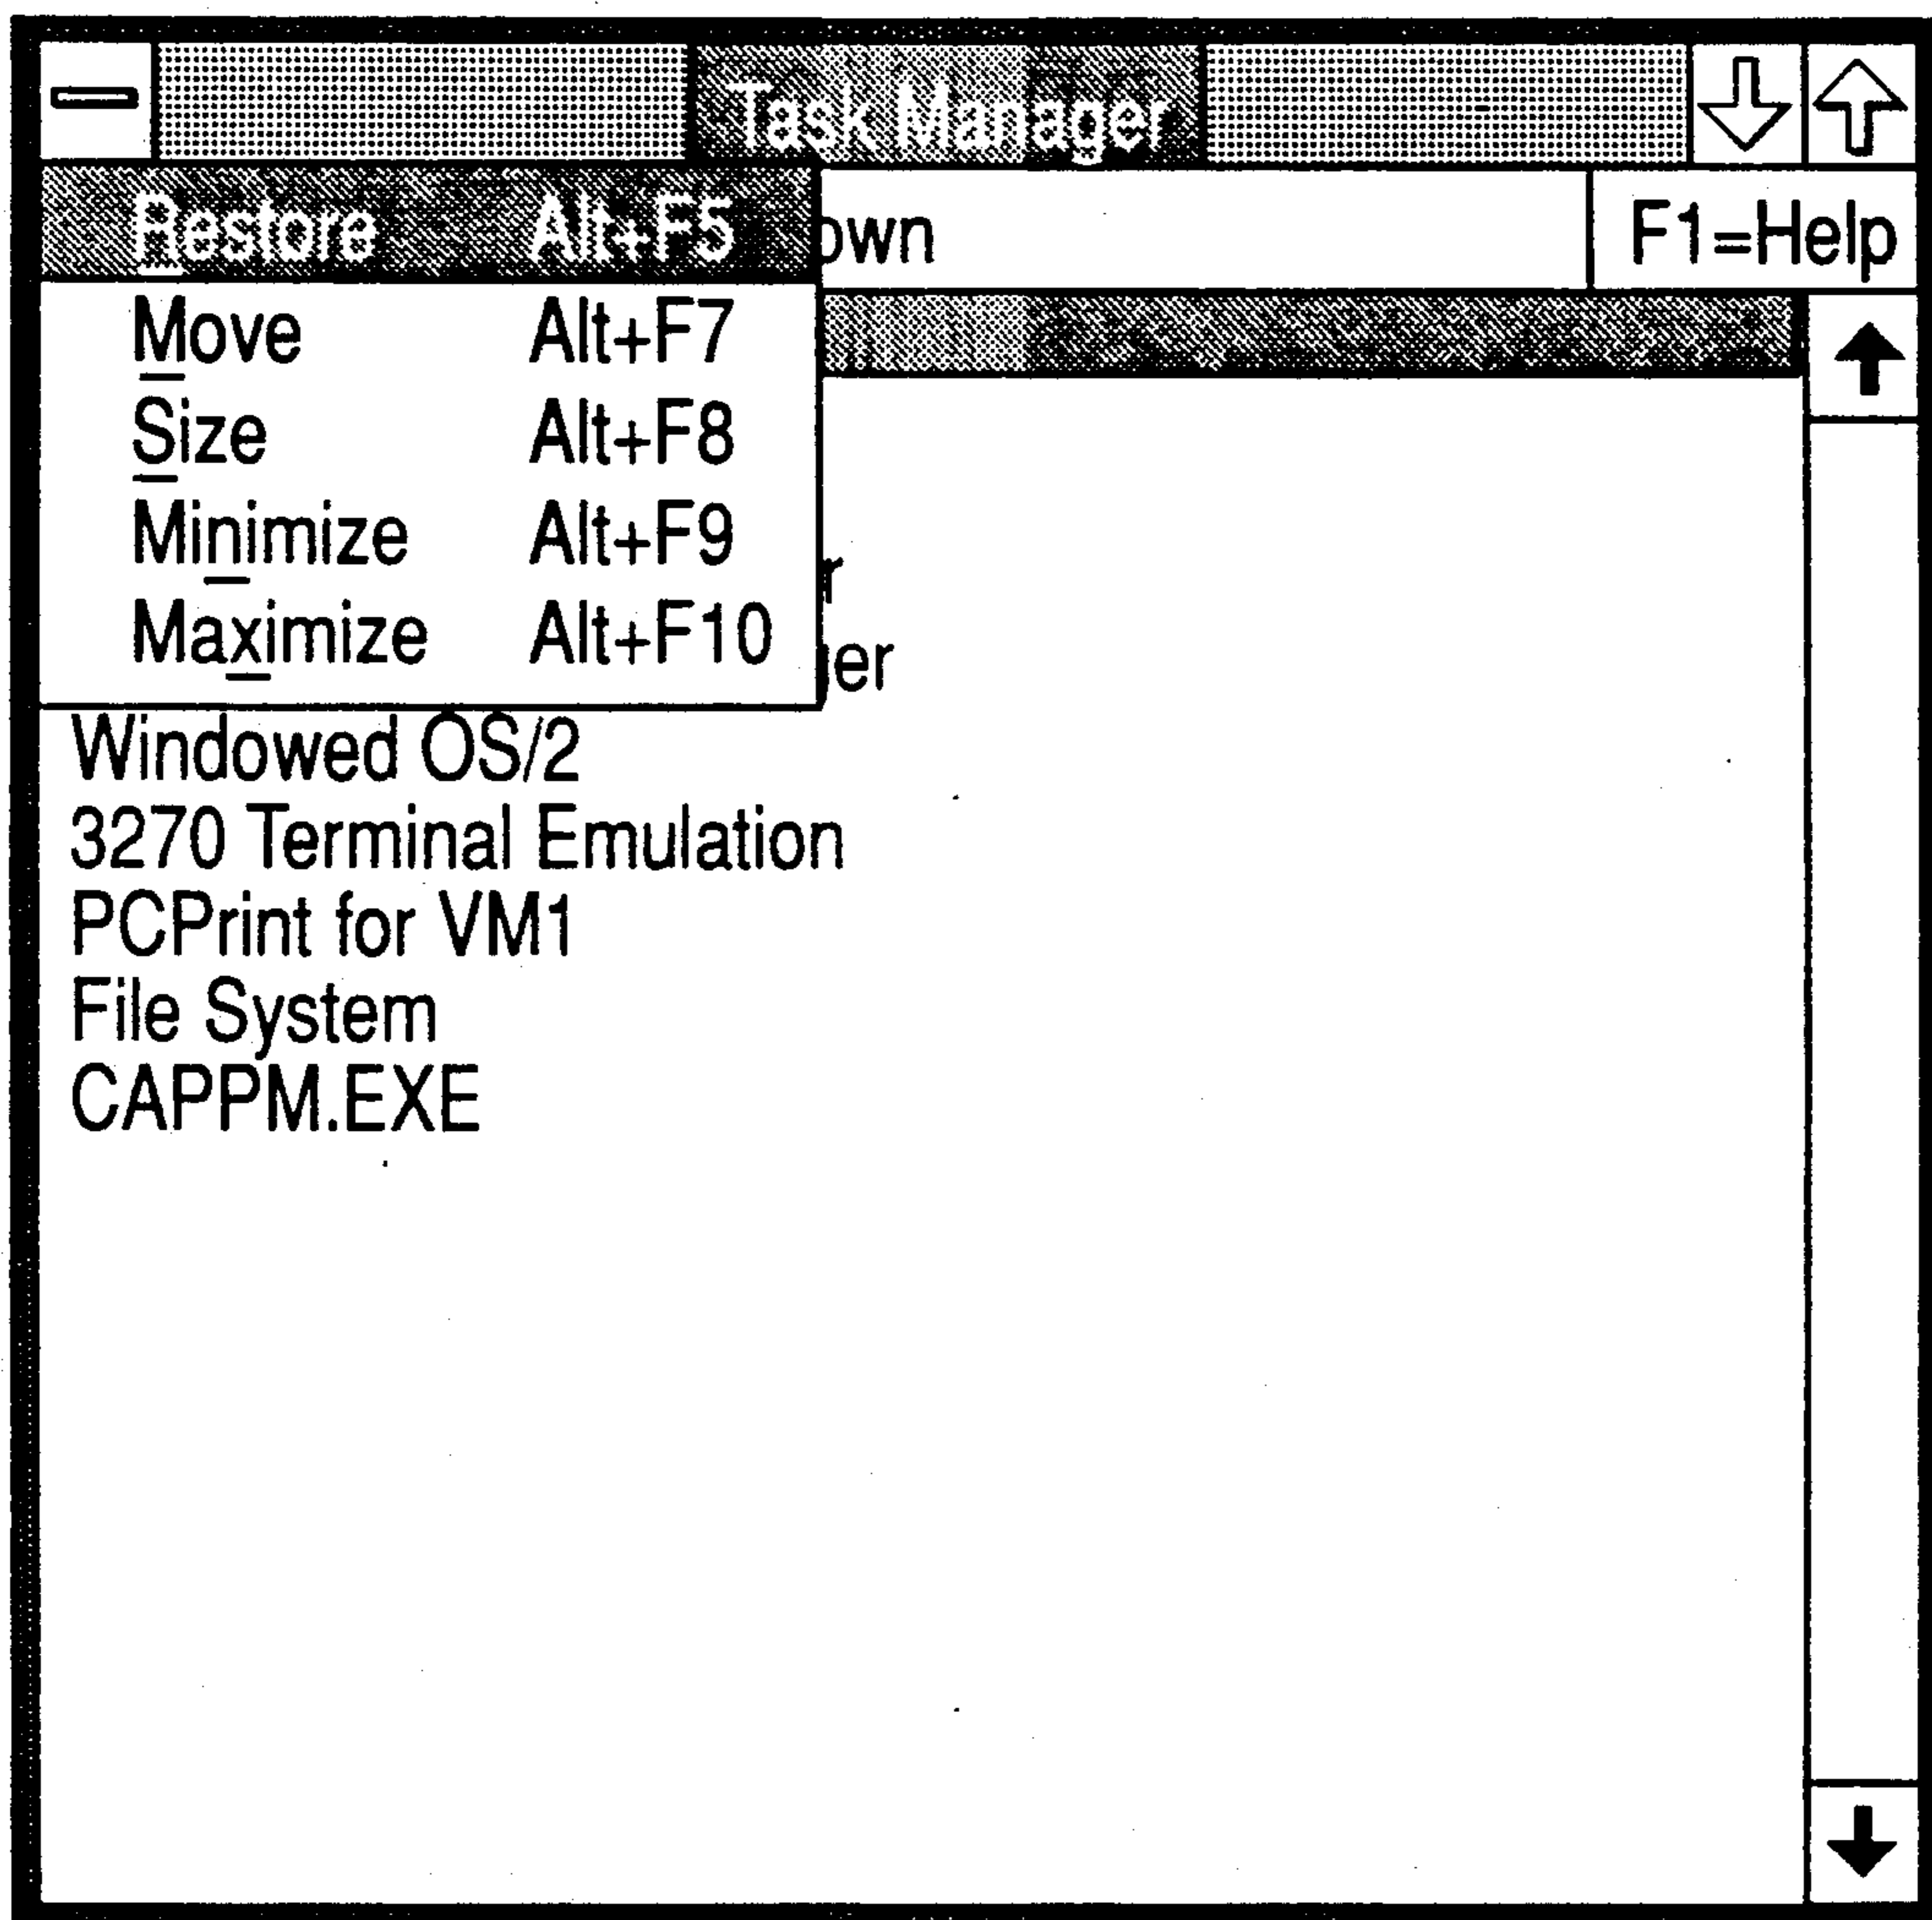 Task Manager
Restore Alt+F5
own F1=Help
Move Alt+F7
Size Alt+F8
Minimize Alt+F9
r
Maximize Alt+F10
er
Windowed OS/2
3270 Terminal Emulation
PCPrint for VM1
File System
CAPPM.EXE